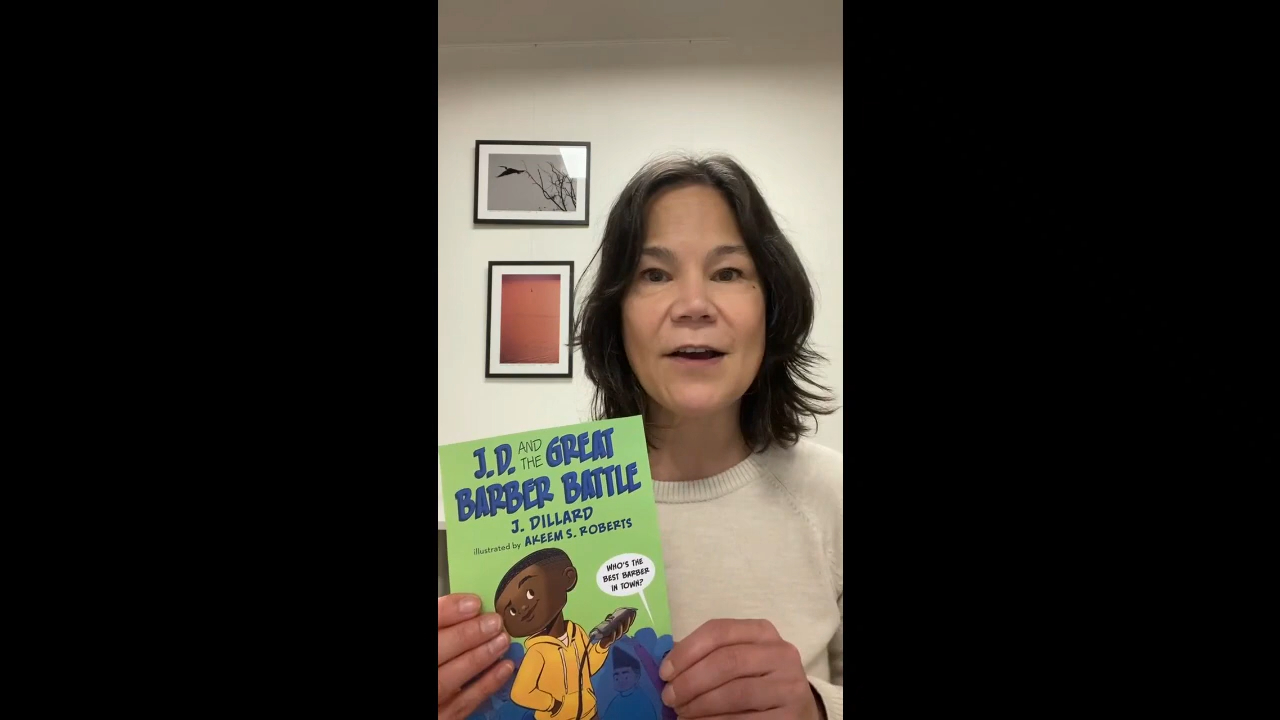 J.D. AND THE GREAT
BARBER BATTLE
J. DILLARD
illustrated by AKEEM S. ROBERTS
WHO'S THE
BEST BARBER
IN TOWN?